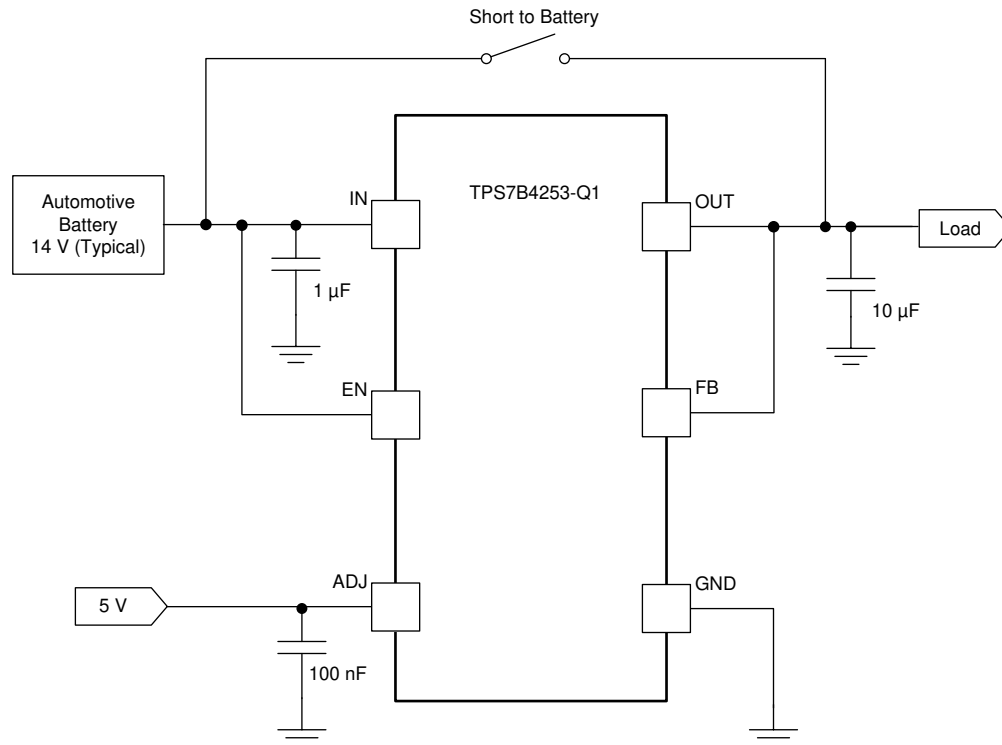 Short to Battery
Automotive
Battery
14 V (Typical)
IN
TPS7B4253-Q1
OUT
Load
1 µF
10 µF
EN
FB
ADJ
GND
5 V
100 nF